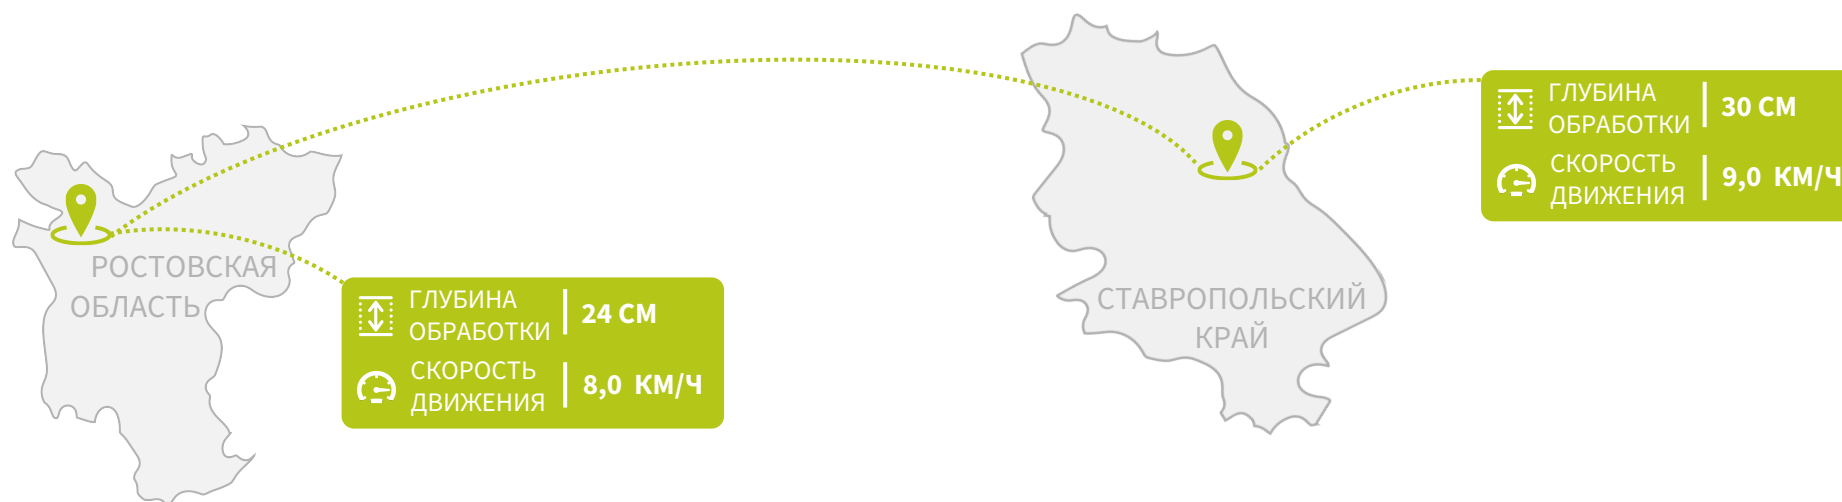 РОСТОВСКАЯ
ОБЛАСТЬ
ГЛУБИНА
ОБРАБОТКИ
24 СМ
СКОРОСТЬ
ДВИЖЕНИЯ
8,0 КМ/Ч
СТАВРОПОЛЬСКИЙ
КРАЙ
ГЛУБИНА
ОБРАБОТКИ
30 СМ
СКОРОСТЬ
ДВИЖЕНИЯ
9,0 КМ/Ч